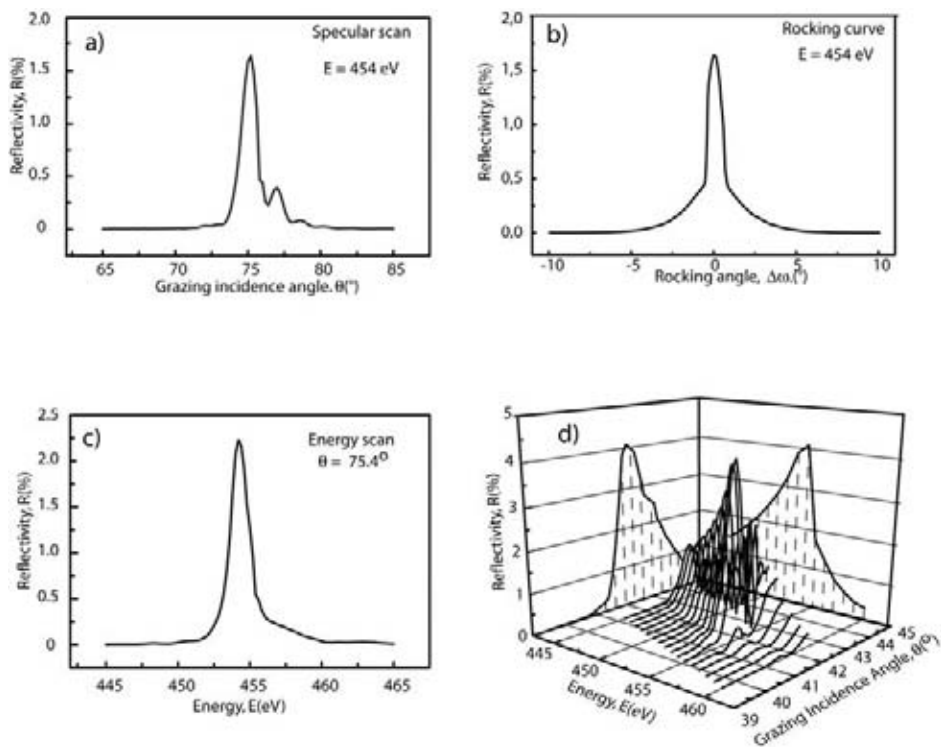 a)
Specular scan
E = 454 eV
Reflectivity, R(%)
2.0
1.5
1.0
0.5
0
65 70 75 80 85
Grazing incidence angle, θ(°)
b)
Rocking curve
E = 454 eV
Reflectivity, R(%)
2.0
1.5
1.0
0.5
0.0
-10 -5 0 5 10
Rocking angle, Δω,(°)
c)
Energy scan
θ = 75.4°
Reflectivity, R(%)
2.5
2.0
1.5
1.0
0.5
0
445 450 455 460 465
Energy, E(eV)
d)
Reflectivity, R(%)
5
4
3
2
1
0
445 450 455 460
Energy, E(eV)
39 40 41 42 43 44 45
Grazing Incidence Angle, θ(°)